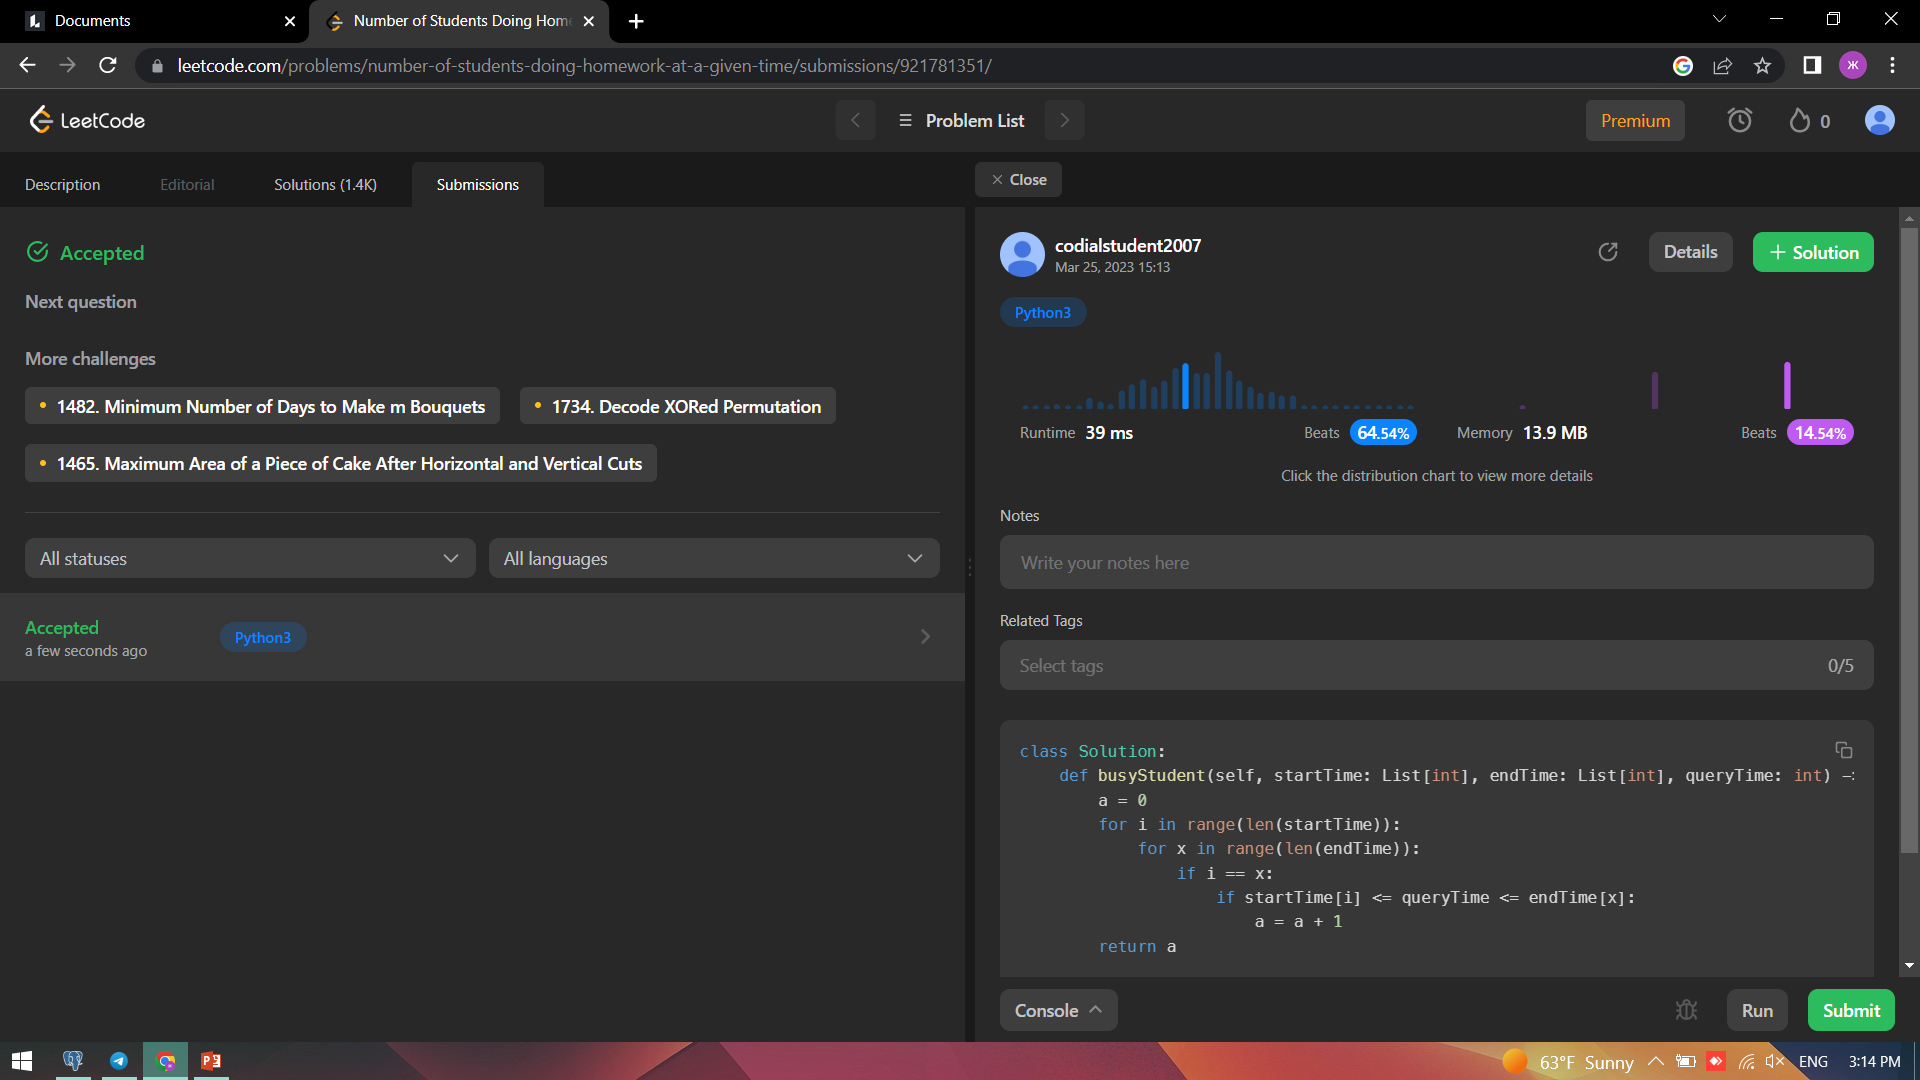 Documents
Number of Students Doing Hom
leetcode.com/problems/number-of-students-doing-homework-at-a-given-time/submissions/921781351/
Ж
LeetCode
Problem List
Premium
0
Description
Editorial
Solutions (1.4K)
Submissions
Close
Accepted
Next question
More challenges
1482. Minimum Number of Days to Make m Bouquets
1734. Decode XORed Permutation
1465. Maximum Area of a Piece of Cake After Horizontal and Vertical Cuts
All statuses
All languages
Accepted
a few seconds ago
Python3
codialstudent2007
Mar 25, 2023 15:13
Details
+ Solution
Python3
Runtime 39 ms
Beats 64.54%
Memory 13.9 MB
Beats 14.54%
Click the distribution chart to view more details
Notes
Write your notes here
Related Tags
Select tags
0/5
class Solution:
def busyStudent(self, startTime: List[int], endTime: List[int], queryTime: int) -
a = 0
for i in range(len(startTime)):
for x in range(len(endTime)):
if i == x:
if startTime[i] <= queryTime <= endTime[x]:
a = a + 1
return a
Console
Run
Submit
63°F Sunny
ENG
3:14 PM